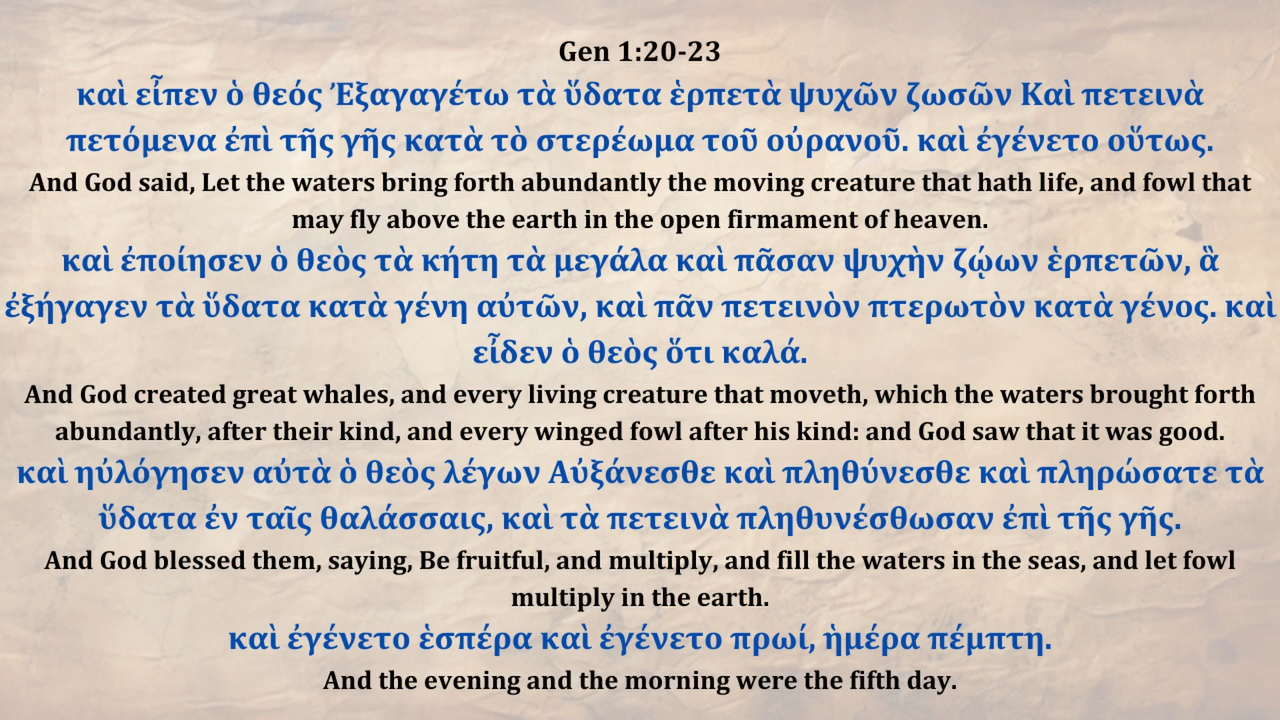 Gen 1:20-23
καὶ εἶπεν ὁ θεός Ἐξαγαγέτω τὰ ὕδατα ἑρπετὰ ψυχῶν ζωσῶν Καὶ πετεινὰ
πετόμενα ἐπὶ τῆς γῆς κατὰ τὸ στερέωμα τοῦ οὐρανοῦ. καὶ ἐγένετο οὕτως.
And God said, Let the waters bring forth abundantly the moving creature that hath life, and fowl that
may fly above the earth in the open firmament of heaven.
καὶ ἐποίησεν ὁ θεὸς τὰ κήτη τὰ μεγάλα καὶ πᾶσαν ψυχὴν ζῴων ἑρπετῶν, ἃ
ἐξήγαγεν τὰ ὕδατα κατὰ γένη αὐτῶν, καὶ πᾶν πετεινὸν πτερωτὸν κατὰ γένος. καὶ
εἶδεν ὁ θεὸς ὅτι καλά.
And God created great whales, and every living creature that moveth, which the waters brought forth
abundantly, after their kind, and every winged fowl after his kind: and God saw that it was good.
καὶ ηὐλόγησεν αὐτὰ ὁ θεὸς λέγων Αὐξάνεσθε καὶ πληθύνεσθε καὶ πληρώσατε τὰ
ὕδατα ἐν ταῖς θαλάσσαις, καὶ τὰ πετεινὰ πληθυνέσθωσαν ἐπὶ τῆς γῆς.
And God blessed them, saying, Be fruitful, and multiply, and fill the waters in the seas, and let fowl
multiply in the earth.
καὶ ἐγένετο ἑσπέρα καὶ ἐγένετο πρωί, ἡμέρα πέμπτη.
And the evening and the morning were the fifth day.